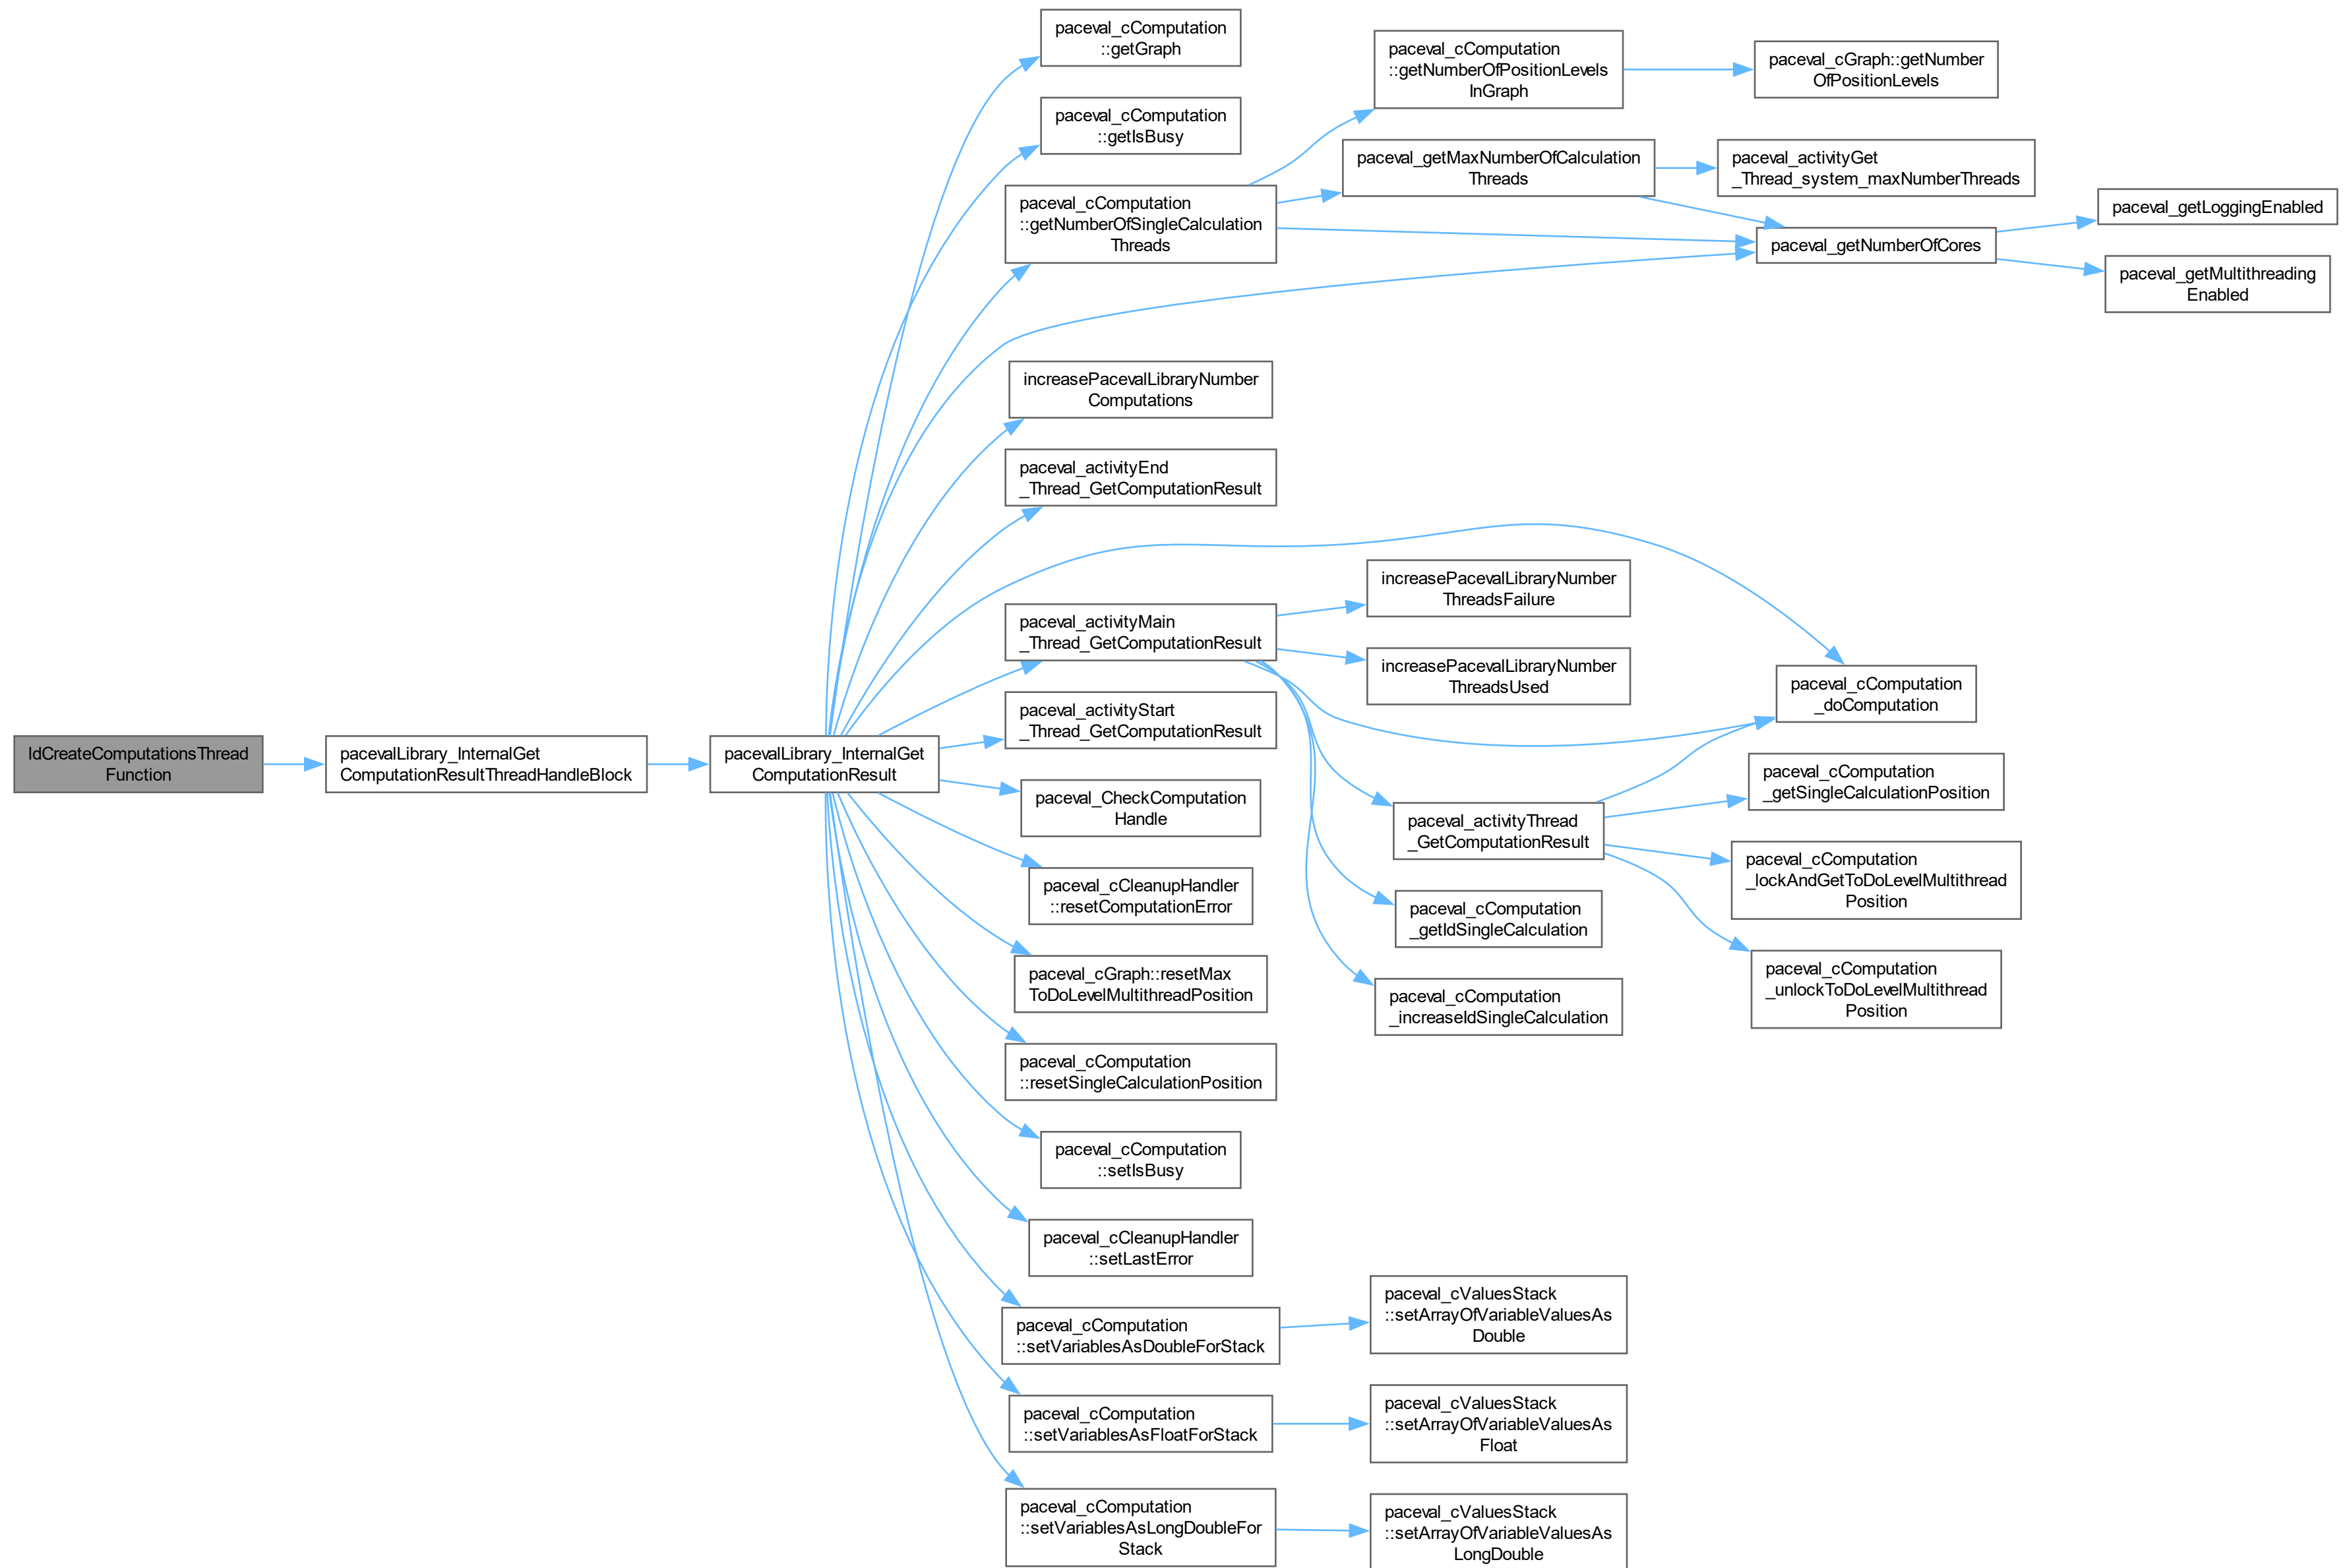 IdCreateComputationsThread
Function
pacevalLibrary_InternalGet
ComputationResultThreadHandleBlock
pacevalLibrary_InternalGet
ComputationResult
paceval_cComputation
::getGraph
paceval_cComputation
::getIsBusy
paceval_cComputation
::getNumberOfSingleCalculation
Threads
increasePacevalLibraryNumber
Computations
paceval_activityEnd
_Thread_GetComputationResult
paceval_activityMain
_Thread_GetComputationResult
paceval_activityStart
_Thread_GetComputationResult
paceval_CheckComputation
Handle
paceval_cCleanupHandler
::resetComputationError
paceval_cGraph::resetMax
ToDoLevelMultithreadPosition
paceval_cComputation
::resetSingleCalculationPosition
paceval_cComputation
::setIsBusy
paceval_cCleanupHandler
::setLastError
paceval_cComputation
::setVariablesAsDoubleForStack
paceval_cComputation
::setVariablesAsFloatForStack
paceval_cComputation
::setVariablesAsLongDoubleFor
Stack
paceval_cComputation
::getNumberOfPositionLevels
InGraph
paceval_getMaxNumberOfCalculation
Threads
increasePacevalLibraryNumber
ThreadsFailure
increasePacevalLibraryNumber
ThreadsUsed
paceval_activityThread
_GetComputationResult
paceval_cComputation
_getIdSingleCalculation
paceval_cComputation
_increaseIdSingleCalculation
paceval_cValuesStack
::setArrayOfVariableValuesAs
Double
paceval_cValuesStack
::setArrayOfVariableValuesAs
Float
paceval_cValuesStack
::setArrayOfVariableValuesAs
LongDouble
paceval_cGraph::getNumber
OfPositionLevels
paceval_activityGet
_Thread_system_maxNumberThreads
paceval_getNumberOfCores
paceval_cComputation
_doComputation
paceval_cComputation
_getSingleCalculationPosition
paceval_cComputation
_lockAndGetToDoLevelMultithread
Position
paceval_cComputation
_unlockToDoLevelMultithread
Position
paceval_getLoggingEnabled
paceval_getMultithreading
Enabled